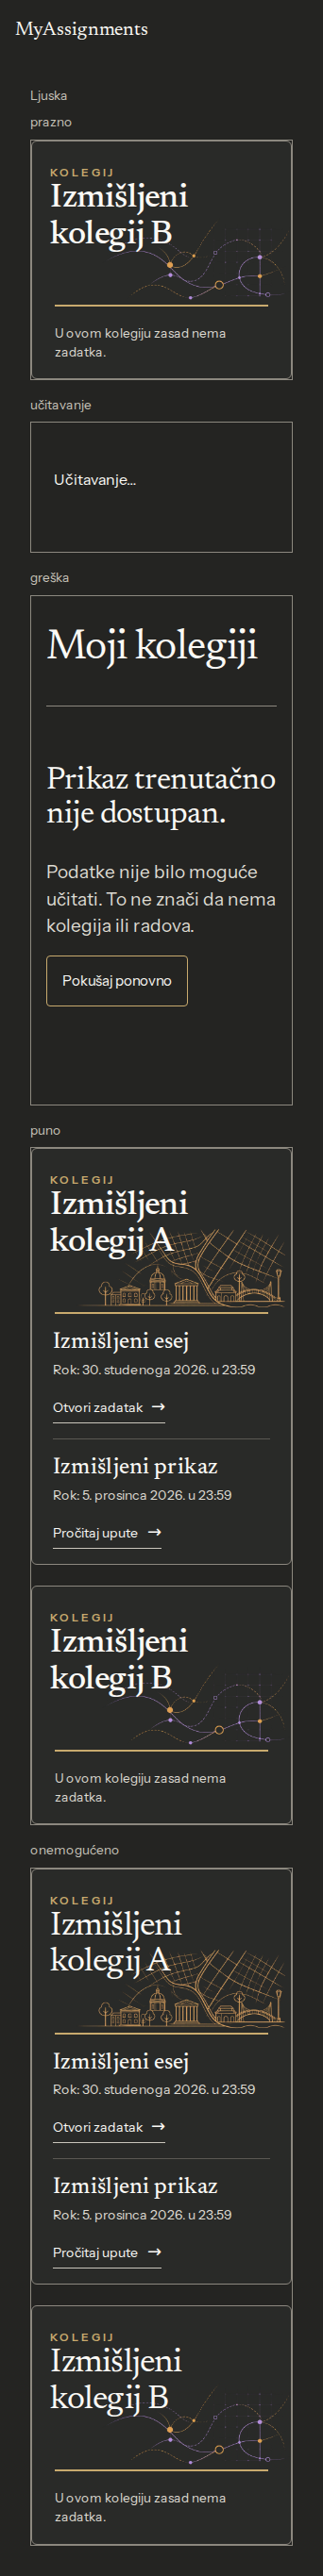 MyAssignments
Ljuska
prazno
KOLEGIJ
Izmišljeni
kolegij B
U ovom kolegiju zasad nema
zadatka.
učitavanje
Učitavanje…
greška
Moji kolegiji
Prikaz trenutačno
nije dostupan.
Podatke nije bilo moguće
učitati. To ne znači da nema
kolegija ili radova.
Pokušaj ponovno
puno
KOLEGIJ
Izmišljeni
kolegij A
Izmišljeni esej
Rok: 30. studenoga 2026. u 23:59
Otvori zadatak →
Izmišljeni prikaz
Rok: 5. prosinca 2026. u 23:59
Pročitaj upute →
KOLEGIJ
Izmišljeni
kolegij B
U ovom kolegiju zasad nema
zadatka.
onemogućeno
KOLEGIJ
Izmišljeni
kolegij A
Izmišljeni esej
Rok: 30. studenoga 2026. u 23:59
Otvori zadatak →
Izmišljeni prikaz
Rok: 5. prosinca 2026. u 23:59
Pročitaj upute →
KOLEGIJ
Izmišljeni
kolegij B
U ovom kolegiju zasad nema
zadatka.